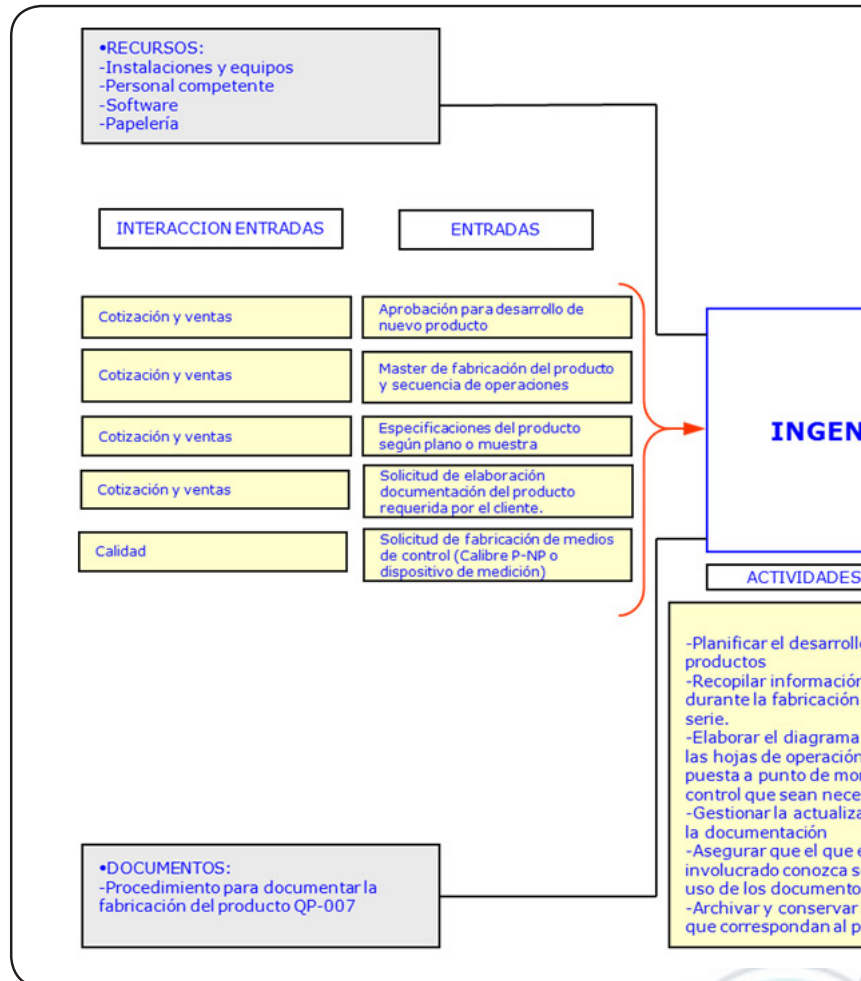 •RECURSOS:
-Instalaciones y equipos
-Personal competente
-Software
-Papelería
INTERACCION ENTRADAS
ENTRADAS
Cotización y ventas
Aprobación para desarrollo de
nuevo producto
Cotización y ventas
Master de fabricación del producto
y secuencia de operaciones
Cotización y ventas
Especificaciones del producto
según plano o muestra
Cotización y ventas
Solicitud de elaboración
documentación del producto
requerida por el cliente.
Calidad
Solicitud de fabricación de medios
de control (Calibre P-NP o
dispositivo de medición)
INGEN
ACTIVIDADES
-Planificar el desarroll
productos
-Recopilar información
durante la fabricación
serie.
-Elaborar el diagrama
las hojas de operación
puesta a punto de mo
control que sean nece
-Gestionar la actualiza
la documentación
-Asegurar que el que e
involucrado conozca s
uso de los documento
-Archivar y conservar
que correspondan al p
•DOCUMENTOS:
-Procedimiento para documentar la
fabricación del producto QP-007